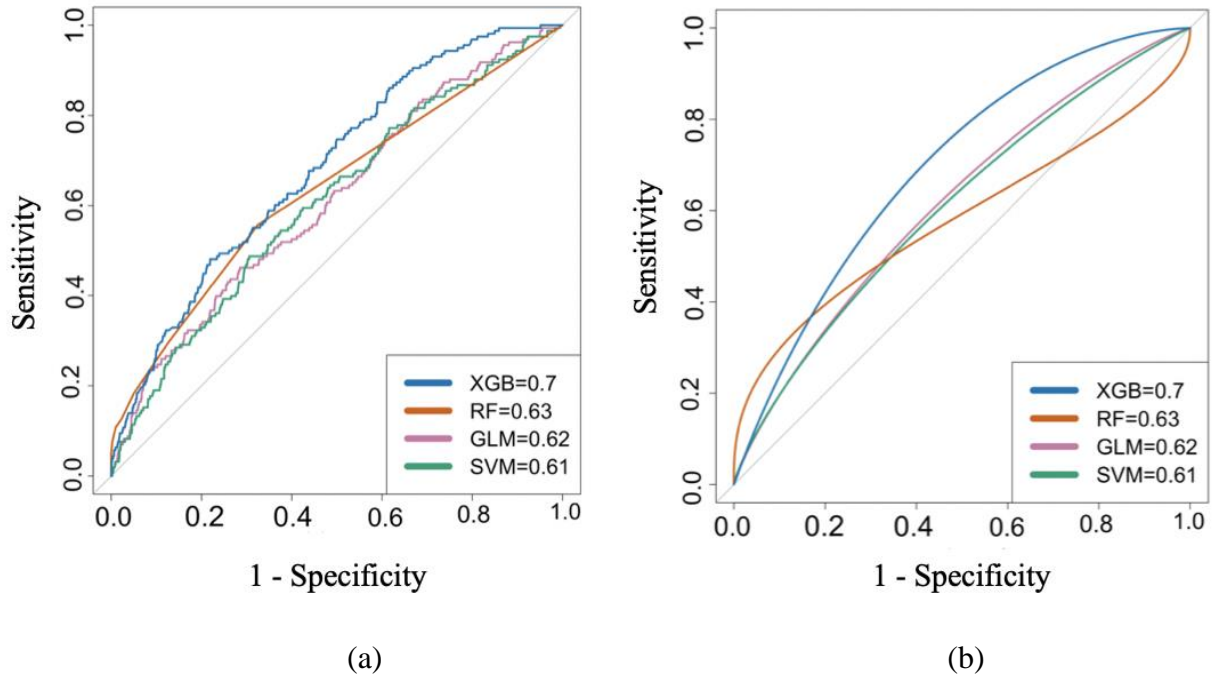 Sensitivity
1.0
0.8
0.6
0.4
0.2
0.0
XGB=0.7
RF=0.63
GLM=0.62
SVM=0.61
0.0 0.2 0.4 0.6 0.8 1.0
1 - Specificity
(a)
Sensitivity
1.0
0.8
0.6
0.4
0.2
0.0
XGB=0.7
RF=0.63
GLM=0.62
SVM=0.61
0.0 0.2 0.4 0.6 0.8 1.0
1 - Specificity
(b)